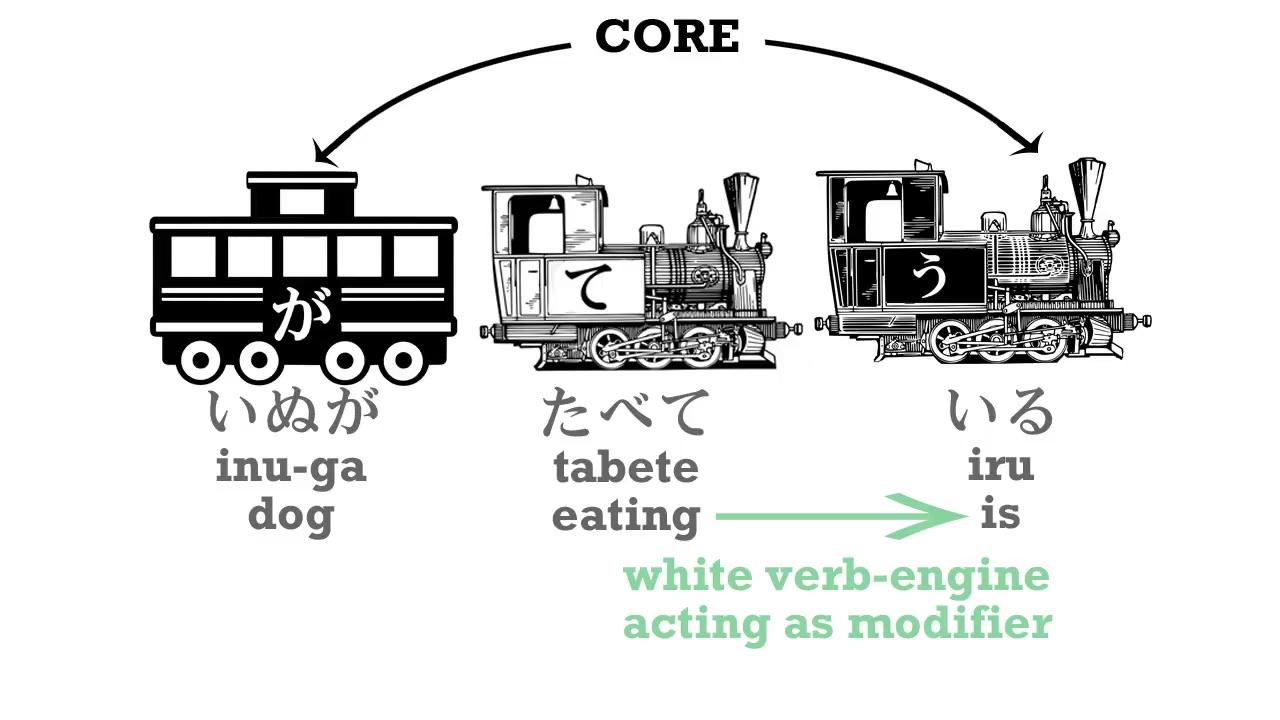 CORE
が
て
う
いぬが
たべて
いる
inu-ga
tabete
iru
dog
eating
is
white verb-engine
acting as modifier